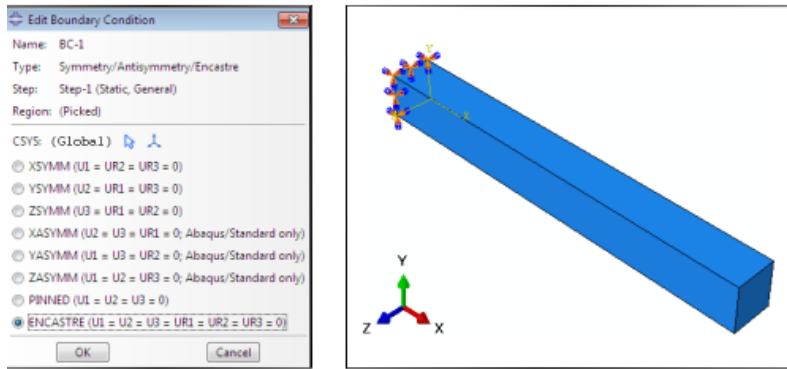 Edit Boundary Condition
Name: BC-1
Type: Symmetry/Antisymmetry/Encastre
Step: Step-1 (Static, General)
Region: (Picked)
CSYS: (Global)
XSYMM (U1 = UR2 = UR3 = 0)
YSYMM (U2 = UR1 = UR3 = 0)
ZSYMM (U3 = UR1 = UR2 = 0)
XASYMM (U2 = U3 = UR1 = 0; Abaqus/Standard only)
YASYMM (U1 = U3 = UR2 = 0; Abaqus/Standard only)
ZASYMM (U1 = U2 = UR3 = 0; Abaqus/Standard only)
PINNED (U1 = U2 = U3 = 0)
ENCASTRE (U1 = U2 = U3 = UR1 = UR2 = UR3 = 0)
OK Cancel
Y
X
Y
Z X